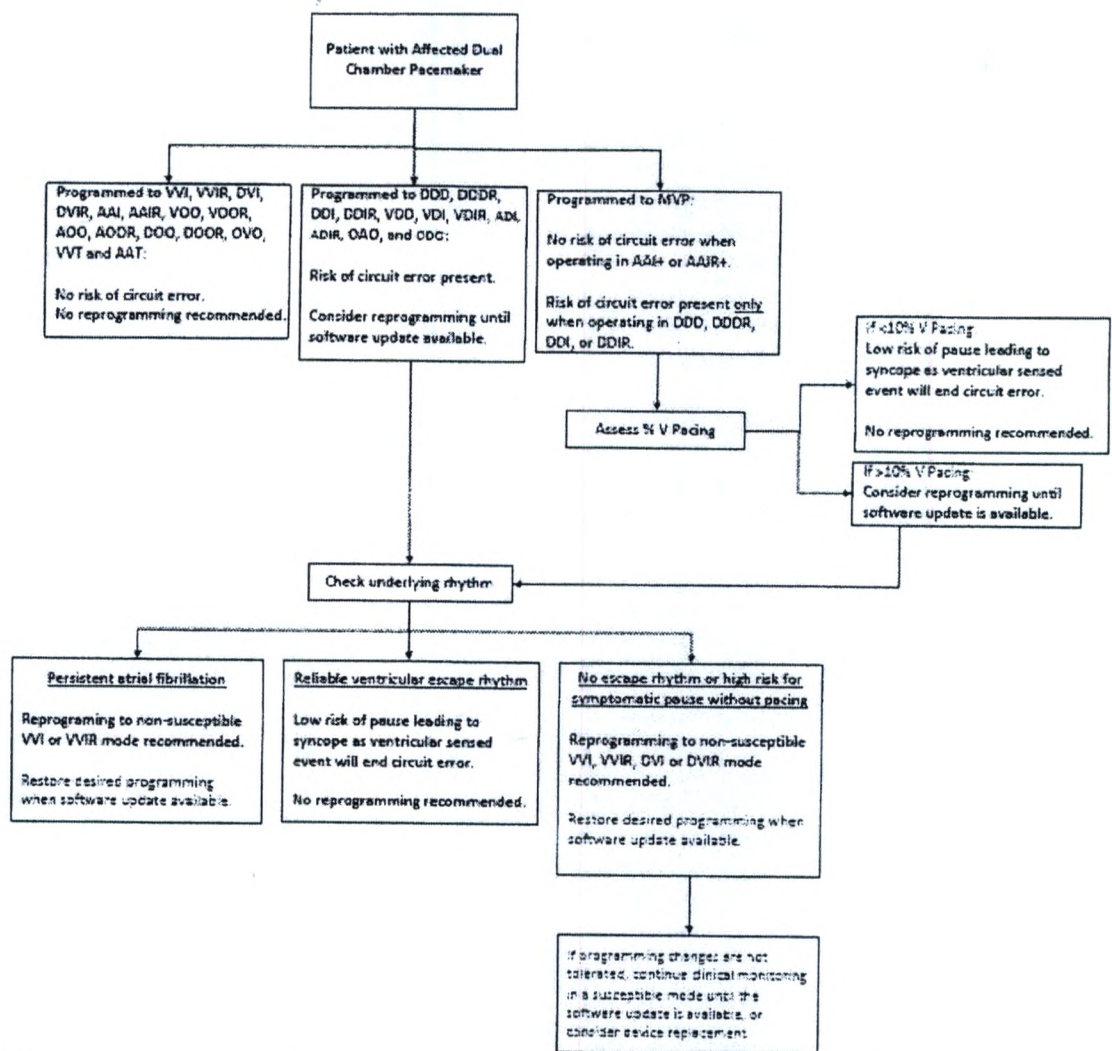 Patient with Affected Dual
Chamber Pacemaker
Programmed to VVI, VVIR, DVI,
DVIR, AAI, AAIR, VOO, VOOR,
AOO, AOOR, DOO, DOOR, OVO,
VVT and AAT:
No risk of circuit error.
No reprogramming recommended.
Programmed to DDD, DDDR,
DDI, DDIR, VDD, VDI, VDIR, ADI,
ADIR, OAO, and ODO:
Risk of circuit error present.
Consider reprogramming until
software update available.
Programmed to MVP:
No risk of circuit error when
operating in AAI+ or AAIR+.
Risk of circuit error present only
when operating in DDD, DDDR,
DDI, or DDIR.
Assess % V Pacing
If <10% V Pacing
Low risk of pause leading to
syncope as ventricular sensed
event will end circuit error.
No reprogramming recommended.
If >10% V Pacing
Consider reprogramming until
software update is available.
Check underlying rhythm
Persistent atrial fibrillation
Reprograming to non-susceptible
VVI or VVIR mode recommended.
Restore desired programming
when software update available.
Reliable ventricular escape rhythm
Low risk of pause leading to
syncope as ventricular sensed
event will end circuit error.
No reprogramming recommended.
No escape rhythm or high risk for
symptomatic pause without pacing
Reprogramming to non-susceptible
VVI, VVIR, DVI or DVIR mode
recommended.
Restore desired programming when
software update available.
If programming changes are not
tolerated, continue clinical monitoring
in a susceptible mode until the
software update is available, or
consider device replacement